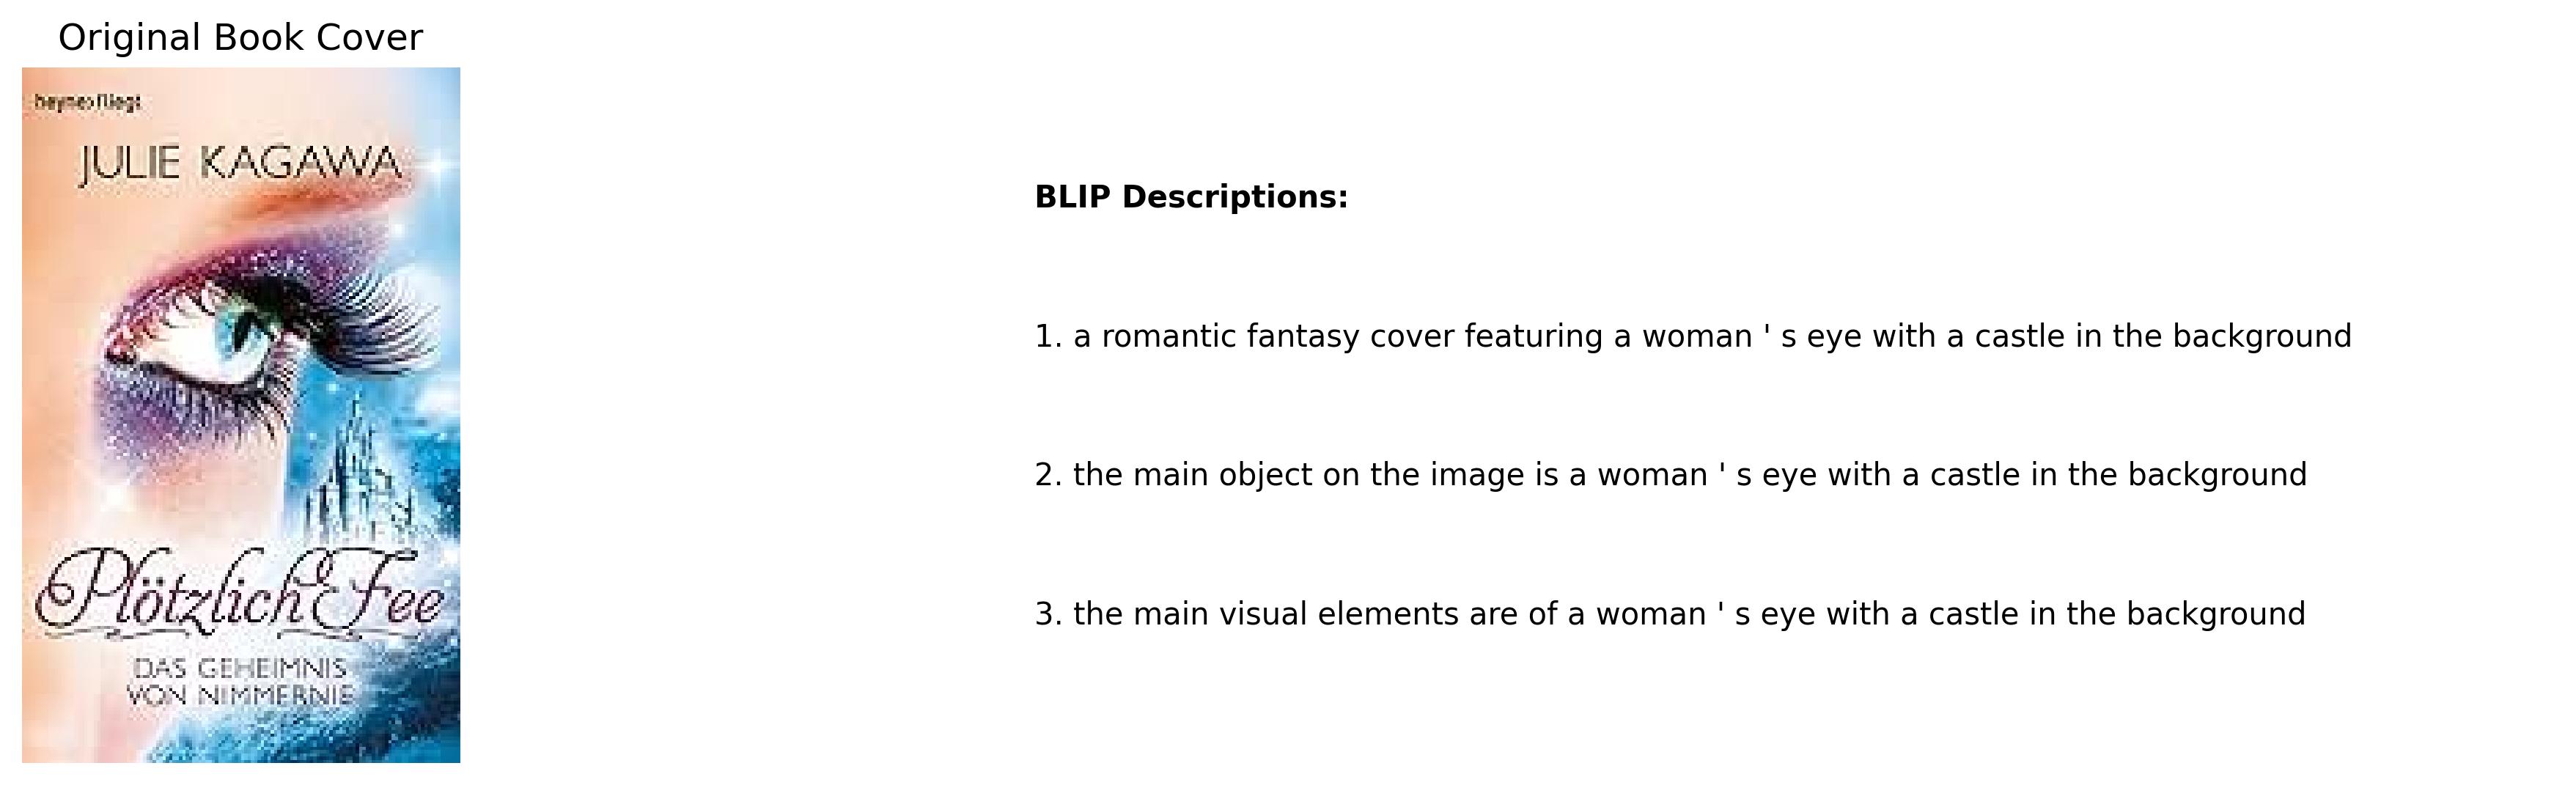 Original Book Cover
heyne›fliegt
JULIE KAGAWA
Plötzlich Fee
DAS GEHEIMNIS
VON NIMMERNIE
BLIP Descriptions:
1. a romantic fantasy cover featuring a woman ' s eye with a castle in the background
2. the main object on the image is a woman ' s eye with a castle in the background
3. the main visual elements are of a woman ' s eye with a castle in the background